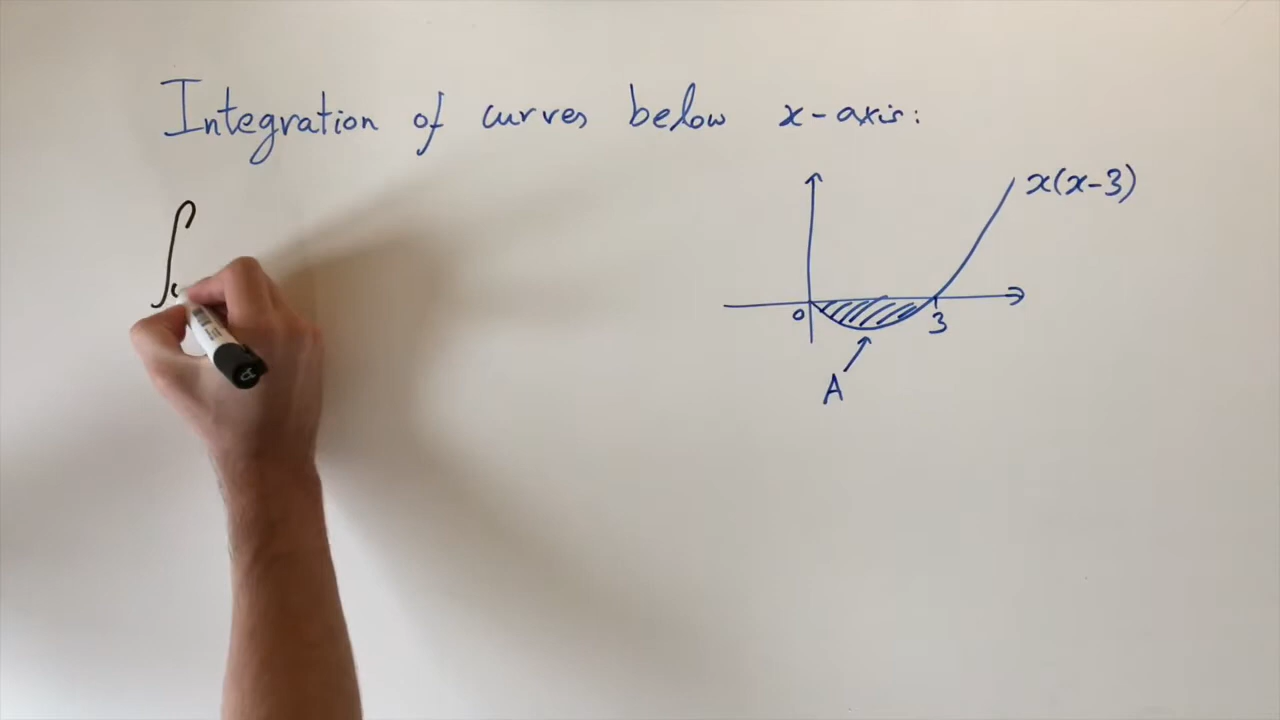 Integration of curves below x-axis:
x(x-3)
∫
0 3
A